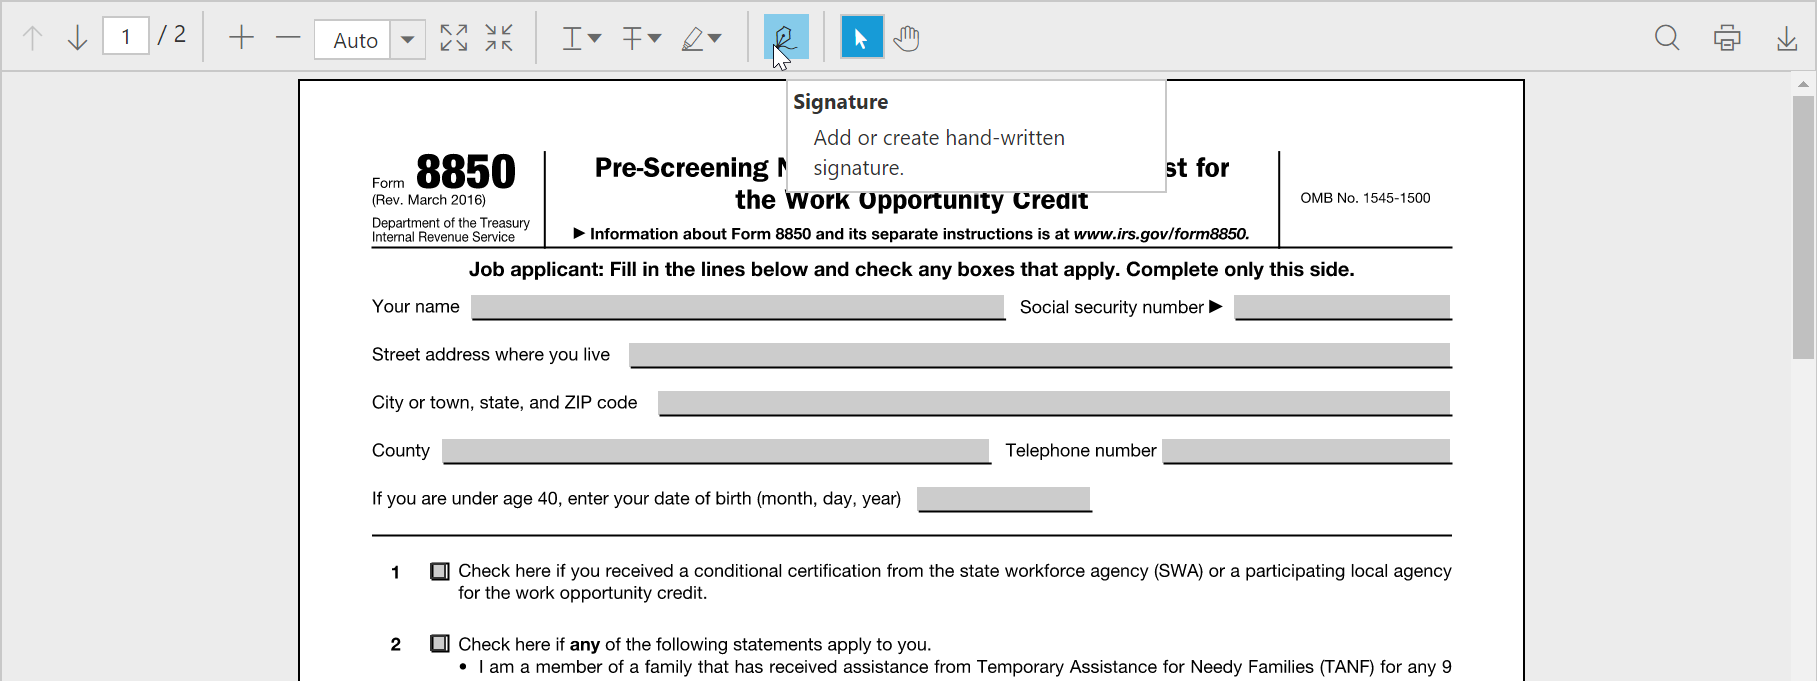 1 / 2 Auto
Signature
Add or create hand-written
signature.
Form 8850
(Rev. March 2016)
Department of the Treasury
Internal Revenue Service
Pre-Screening st for
the Work Opportunity Credit
► Information about Form 8850 and its separate instructions is at www.irs.gov/form8850.
OMB No. 1545-1500
Job applicant: Fill in the lines below and check any boxes that apply. Complete only this side.
Your name Social security number ►
Street address where you live
City or town, state, and ZIP code
County Telephone number
If you are under age 40, enter your date of birth (month, day, year)
1 Check here if you received a conditional certification from the state workforce agency (SWA) or a participating local agency
for the work opportunity credit.
2 Check here if any of the following statements apply to you.
• I am a member of a family that has received assistance from Temporary Assistance for Needy Families (TANF) for any 9